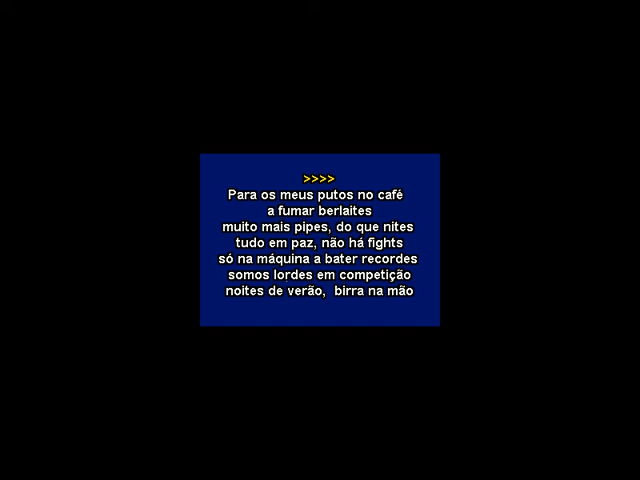 >>>>
Para os meus putos no café
a fumar berlaites
muito mais pipes, do que nites
tudo em paz, não há fights
só na máquina a bater recordes
somos lordes em competição
noites de verão,  birra na mão